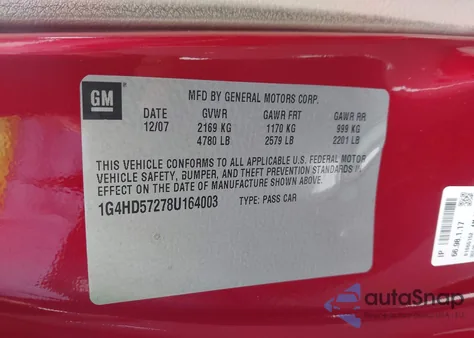 GM
MFD BY GENERAL MOTORS CORP.
DATE GVWR GAWR FRT GAWR RR
12/07 2169 KG 1170 KG 999 KG
4780 LB 2579 LB 2201 LB
THIS VEHICLE CONFORMS TO ALL APPLICABLE U.S. FEDERAL MOTOR
VEHICLE SAFETY, BUMPER, AND THEFT PREVENTION STANDARDS IN
EFFECT ON THE DATE OF MANUFACTURE SHOWN ABOVE.
1G4HD57278U164003 TYPE: PASS CAR
IP
autaSnap